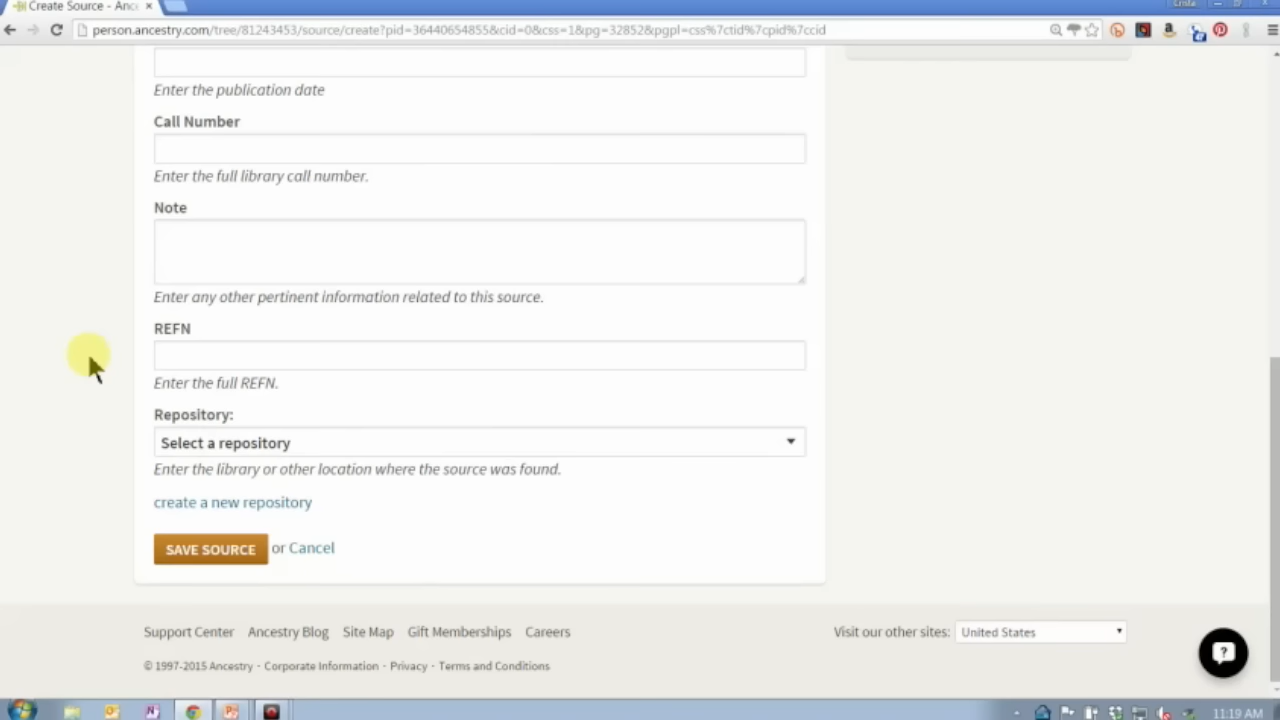 Create Source - Anc
person.ancestry.com/tree/81243453/source/create?pid=36440654855&cid=0&css=1&pg=32852&pgpl=css%7ctid%7cpid%7ccid
Enter the publication date
Call Number
Enter the full library call number.
Note
Enter any other pertinent information related to this source.
REFN
Enter the full REFN.
Repository:
Select a repository
Enter the library or other location where the source was found.
create a new repository
SAVE SOURCE or Cancel
Support Center Ancestry Blog Site Map Gift Memberships Careers
Visit our other sites: United States
© 1997-2015 Ancestry · Corporate Information · Privacy · Terms and Conditions
11:19 AM